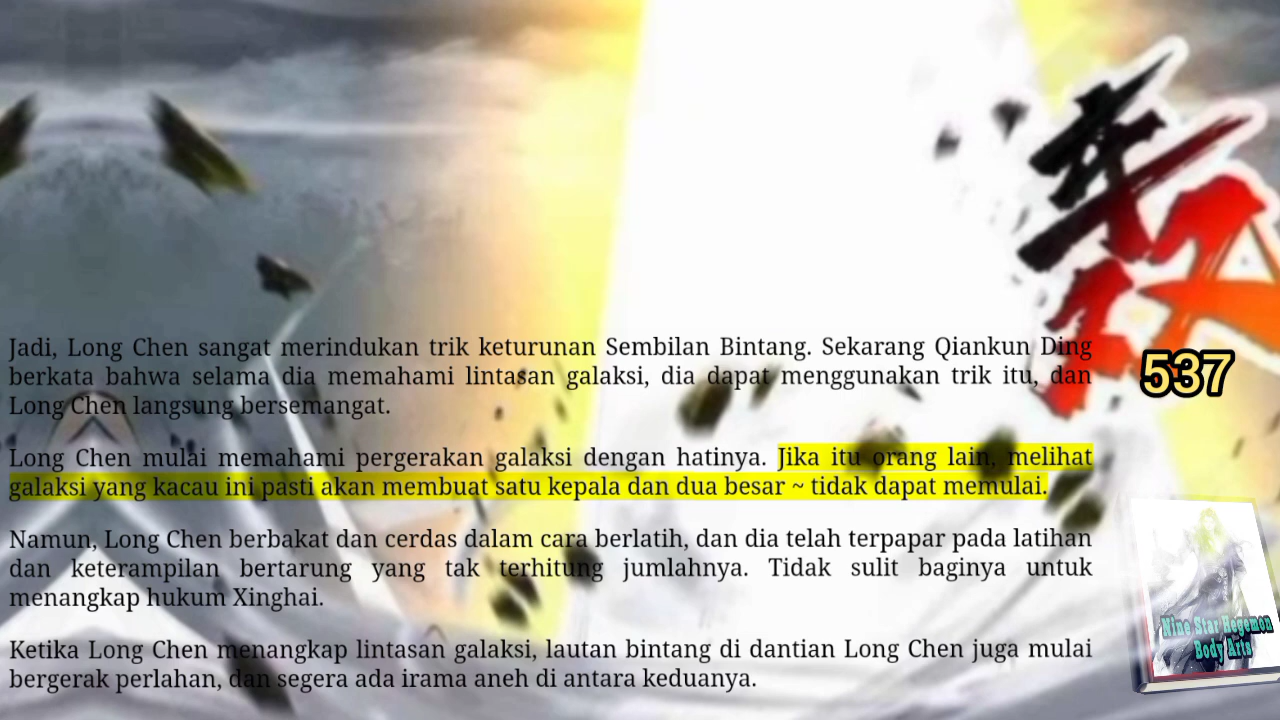 Jadi, Long Chen sangat merindukan trik keturunan Sembilan Bintang. Sekarang Qiankun Ding
berkata bahwa selama dia memahami lintasan galaksi, dia dapat menggunakan trik itu, dan
Long Chen langsung bersemangat.
537
Long Chen mulai memahami pergerakan galaksi dengan hatinya. Jika itu orang lain, melihat
galaksi yang kacau ini pasti akan membuat satu kepala dan dua besar ~ tidak dapat memulai.
Namun, Long Chen berbakat dan cerdas dalam cara berlatih, dan dia telah terpapar pada latihan
dan keterampilan bertarung yang tak terhitung jumlahnya. Tidak sulit baginya untuk
menangkap hukum Xinghai.
Ketika Long Chen menangkap lintasan galaksi, lautan bintang di dantian Long Chen juga mulai
bergerak perlahan, dan segera ada irama aneh di antara keduanya.
Nine Star Hegemon
Body Arts